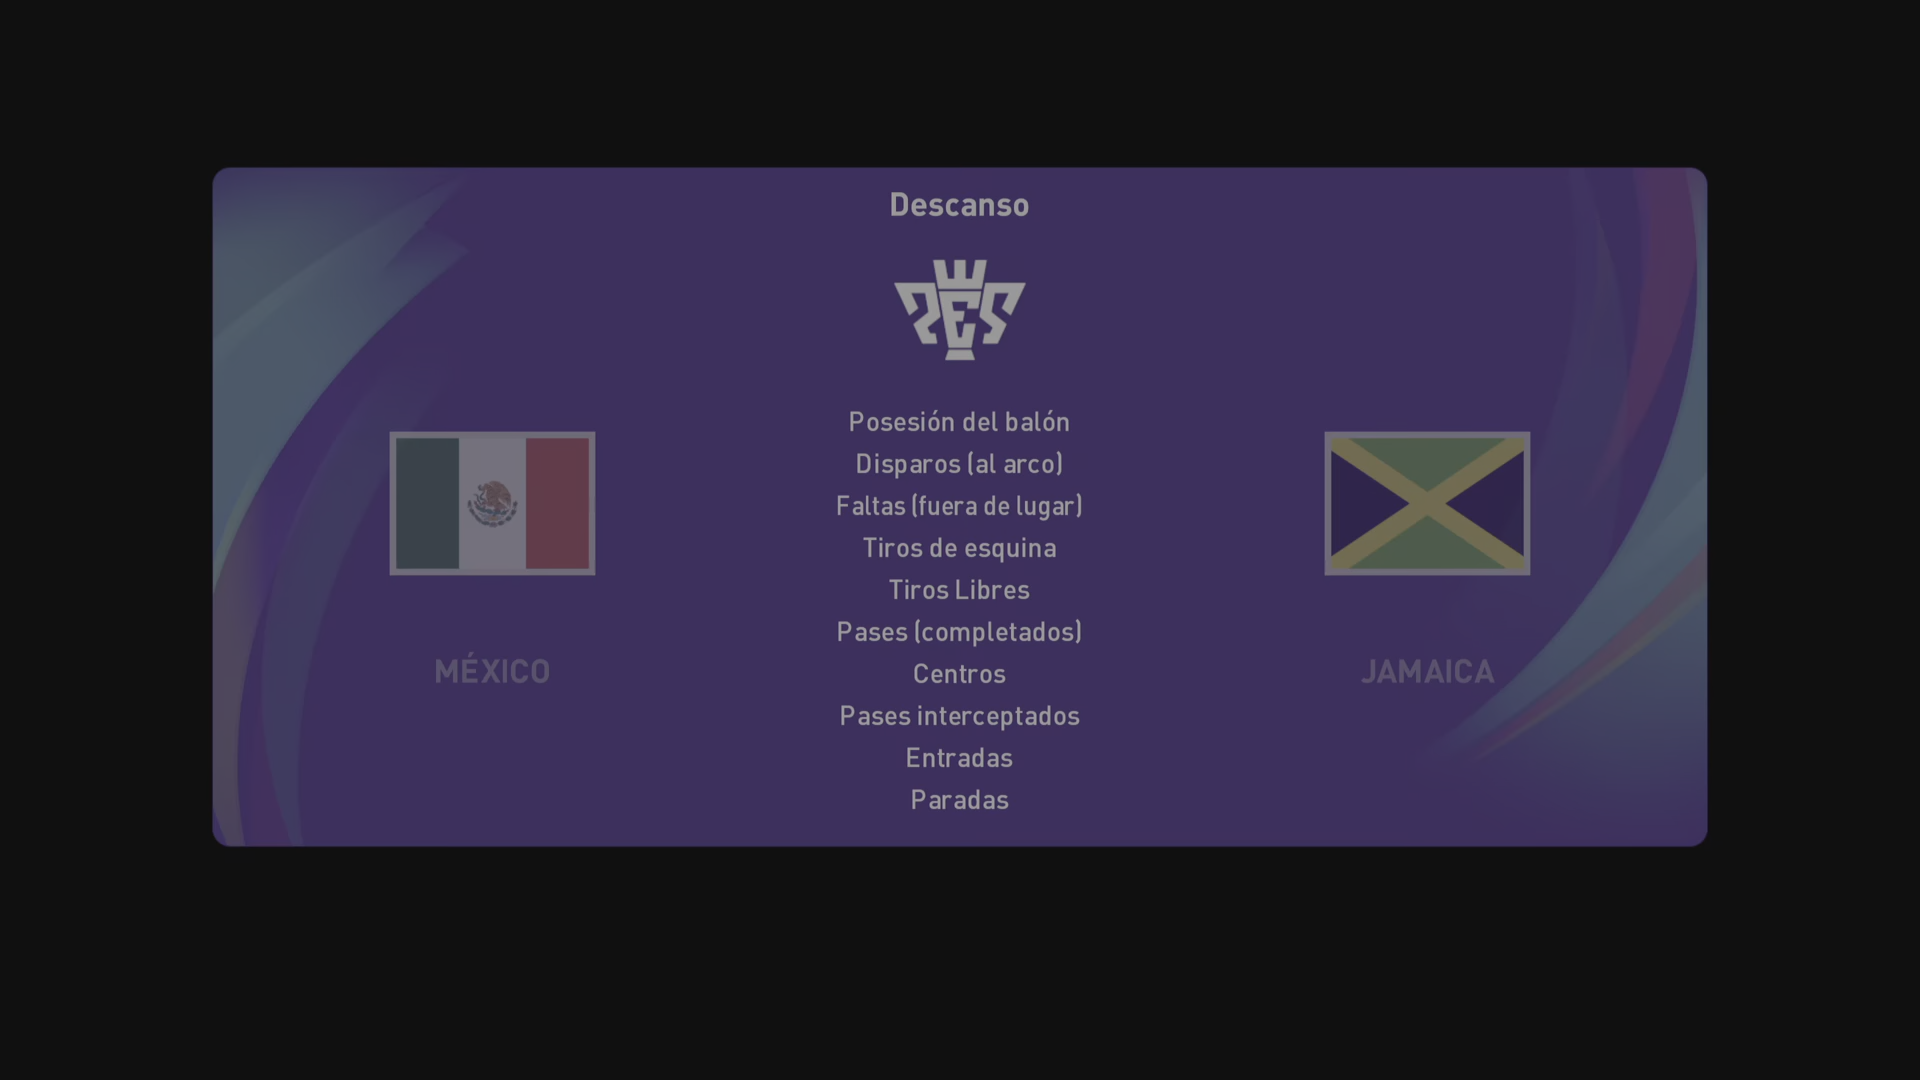 Descanso
PES
Posesión del balón
Disparos (al arco)
Faltas (fuera de lugar)
Tiros de esquina
Tiros Libres
Pases (completados)
Centros
Pases interceptados
Entradas
Paradas
MÉXICO
JAMAICA